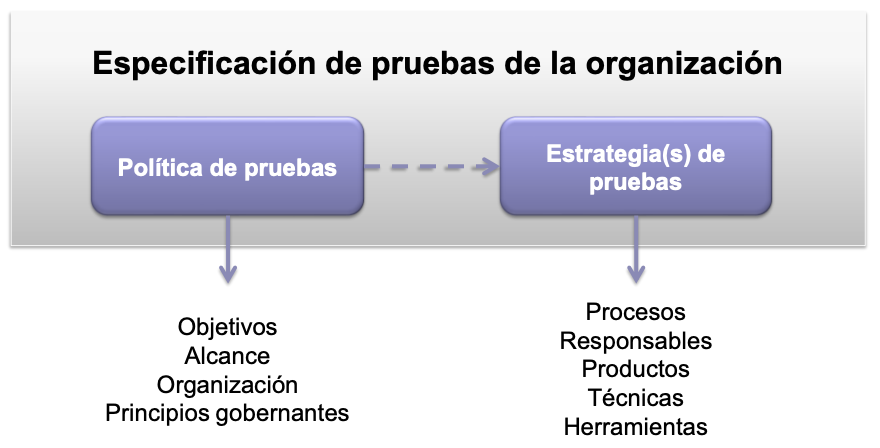 Especificación de pruebas de la organización
Política de pruebas
Estrategia(s) de
pruebas
Objetivos
Alcance
Organización
Principios gobernantes
Procesos
Responsables
Productos
Técnicas
Herramientas